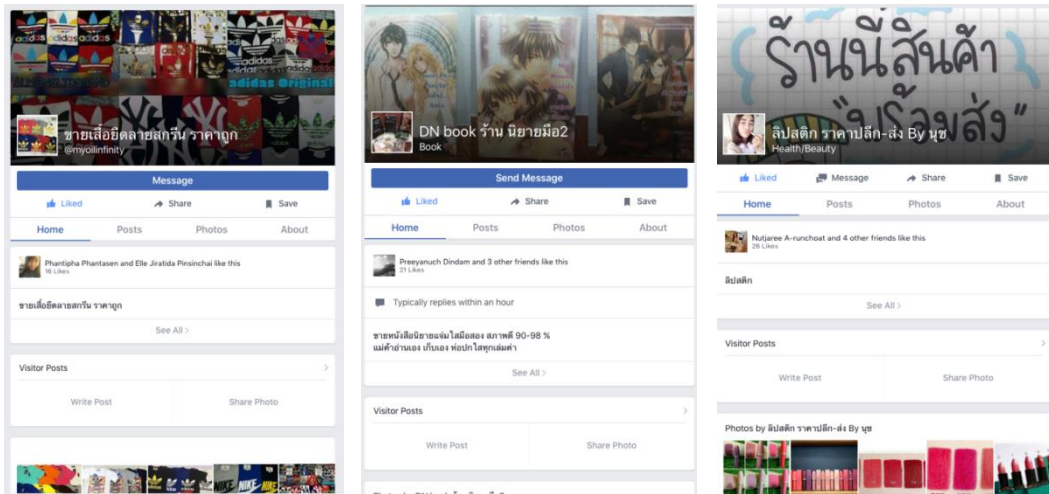 adidas
adidas
adidas
adidas Original
ขายเสื้อยืดลายสกรีน ราคาถูก
@myoilinfinity
Message
Liked
Share
Save
Home
Posts
Photos
About
Phantipha Phantasen and Elle Jiratida Pinsinchai like this
16 Likes
ขายเสื้อยืดลายสกรีน ราคาถูก
See All >
Visitor Posts
Write Post
Share Photo
NIKE
NIKE
DN book ร้าน นิยายมือ2
Book
Send Message
Liked
Share
Save
Home
Posts
Photos
About
Preeyanuch Dindam and 3 other friends like this
21 Likes
Typically replies within an hour
ขายหนังสือนิยายแจ่มใสมือสอง สภาพดี 90-98 %
แม่ค้าอ่านเอง เก็บเอง ห่อปกใสทุกเล่มค่า
See All >
Visitor Posts
Write Post
Share Photo
ร้านนี้สินค้า
"พร้อมส่ง"
ลิปสติก ราคาปลีก-ส่ง By นุช
Health/Beauty
Liked
Message
Share
Save
Home
Posts
Photos
About
Nutjaree A-runchoat and 4 other friends like this
26 Likes
ลิปสติก
See All >
Visitor Posts
Write Post
Share Photo
Photos by ลิปสติก ราคาปลีก-ส่ง By นุช